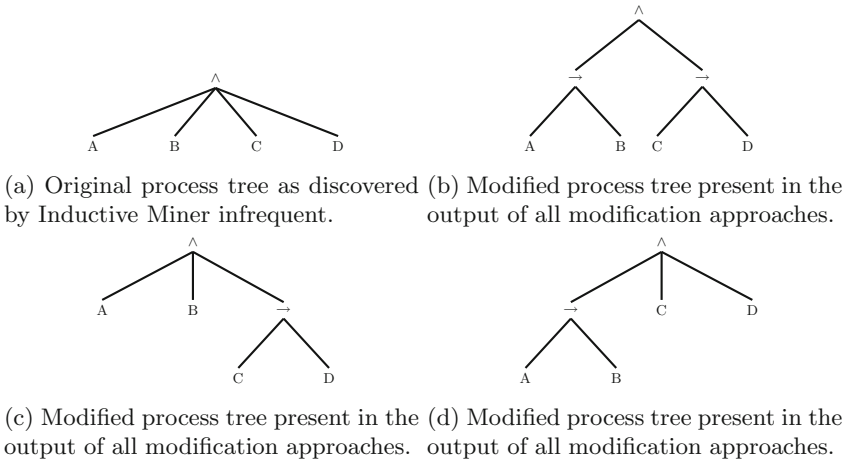 ∧
A B C D
(a) Original process tree as discovered
by Inductive Miner infrequent.
∧
→ →
A B C D
(b) Modified process tree present in the
output of all modification approaches.
∧
A B →
C D
(c) Modified process tree present in the
output of all modification approaches.
∧
→ C D
A B
(d) Modified process tree present in the
output of all modification approaches.